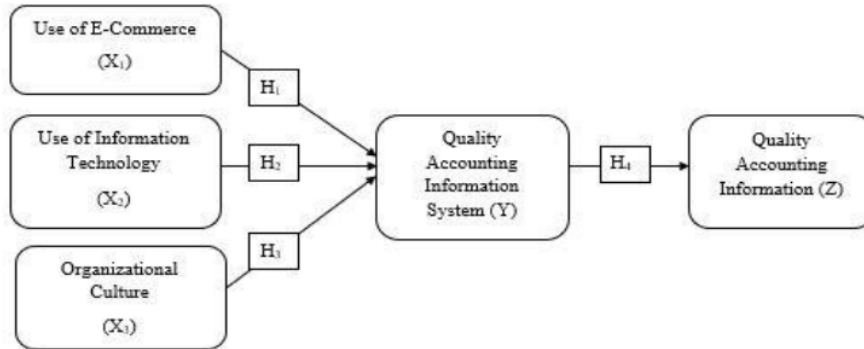 Use of E-Commerce
(X₁)
H₁
Use of Information
Technology
(X₂)
H₂
Organizational
Culture
(X₃)
H₃
Quality
Accounting
Information
System (Y)
H₄
Quality
Accounting
Information (Z)